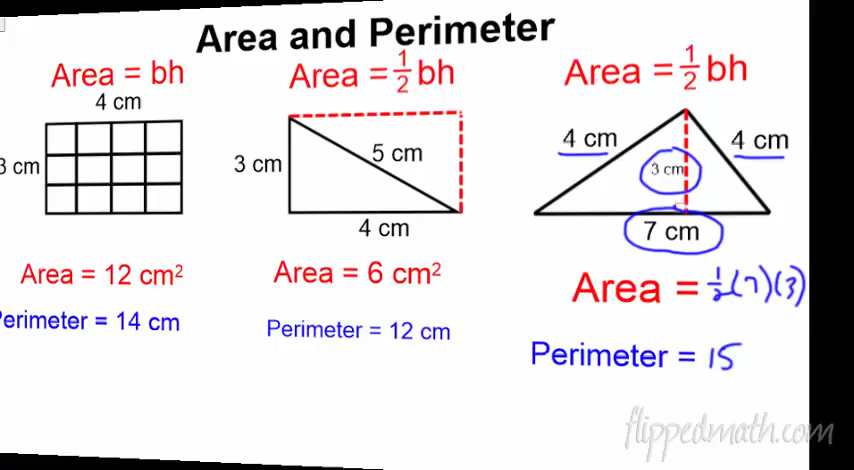 Area and Perimeter
Area = bh
4 cm
3 cm
Area = 12 cm²
Perimeter = 14 cm
Area = 1/2 bh
3 cm
5 cm
4 cm
Area = 6 cm²
Perimeter = 12 cm
Area = 1/2 bh
4 cm
4 cm
3 cm
7 cm
Area = 1/2(7)(3)
Perimeter = 15
flippedmath.com